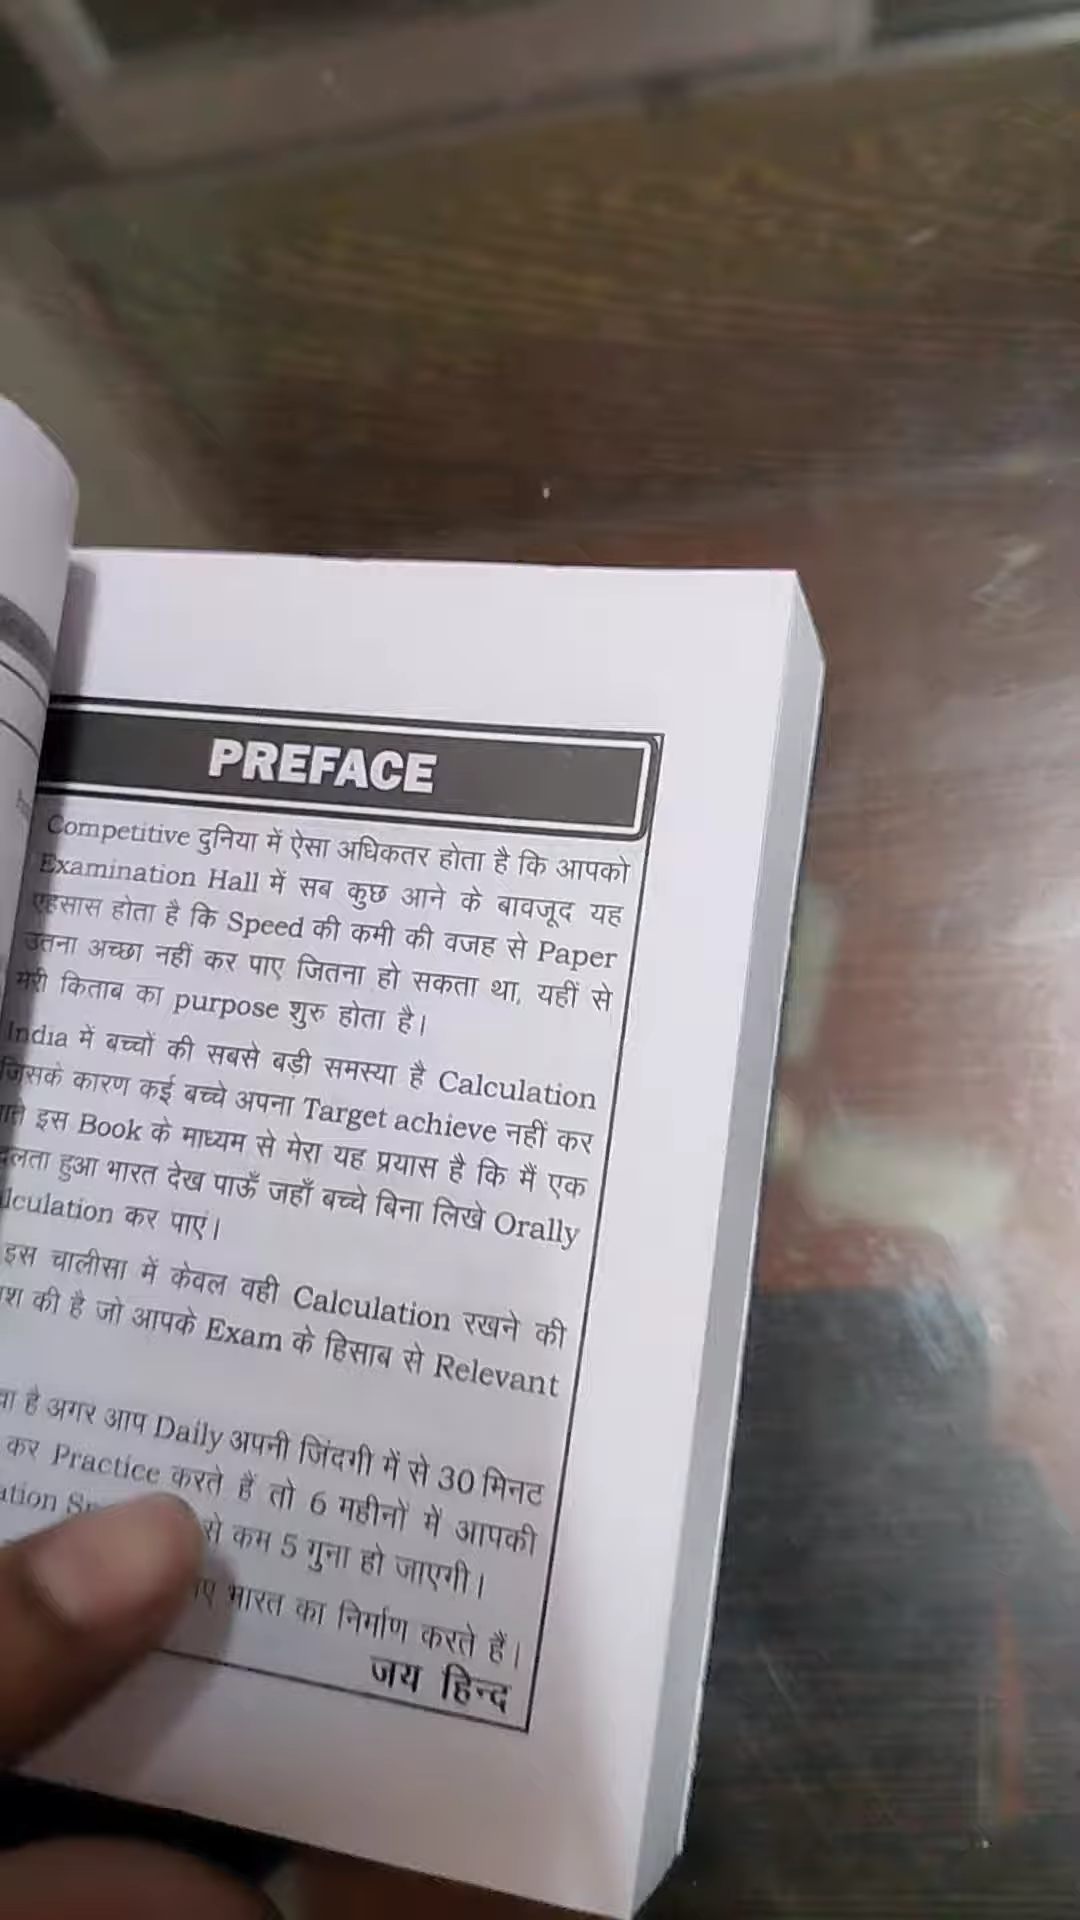 PREFACE
Competitive दुनिया में ऐसा अधिकतर होता है कि आपको
Examination Hall में सब कुछ आने के बावजूद यह
एहसास होता है कि Speed की कमी की वजह से Paper
उतना अच्छा नहीं कर पाए जितना हो सकता था, यहीं से
मेरी किताब का purpose शुरु होता है।
India में बच्चों की सबसे बड़ी समस्या है Calculation
जिसके कारण कई बच्चे अपना Target achieve नहीं कर
इस Book के माध्यम से मेरा यह प्रयास है कि मैं एक
हुआ भारत देख पाऊँ जहाँ बच्चे बिना लिखे Orally
कर पाएं।
इस चालीसा में केवल वही Calculation रखने की
की है जो आपके Exam के हिसाब से Relevant
है अगर आप Daily अपनी जिंदगी में से 30 मिनट
कर Practice करते हैं तो 6 महीनों में आपकी
से कम 5 गुना हो जाएगी।
भारत का निर्माण करते हैं।
जय हिन्द